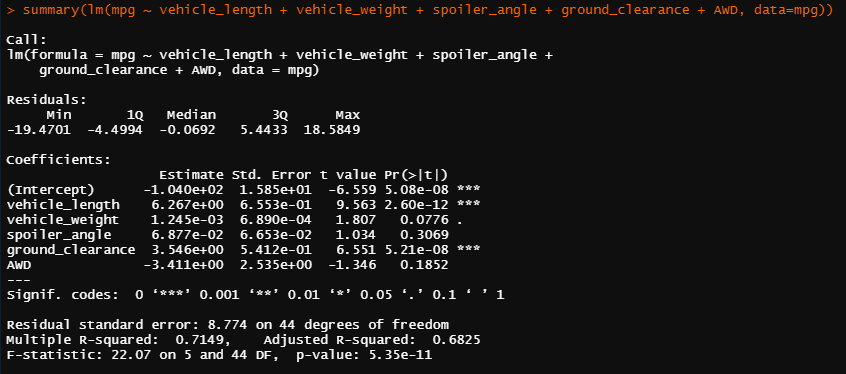 > summary(lm(mpg ~ vehicle_length + vehicle_weight + spoiler_angle + ground_clearance + AWD, data=mpg))
Call:
lm(formula = mpg ~ vehicle_length + vehicle_weight + spoiler_angle +
    ground_clearance + AWD, data = mpg)
Residuals:
     Min       1Q   Median       3Q      Max
-19.4701  -4.4994  -0.0692   5.4433  18.5849
Coefficients:
                   Estimate Std. Error t value Pr(>|t|)
(Intercept)      -1.040e+02  1.585e+01  -6.559 5.08e-08 ***
vehicle_length    6.267e+00  6.553e-01   9.563 2.60e-12 ***
vehicle_weight    1.245e-03  6.890e-04   1.807   0.0776 .
spoiler_angle     6.877e-02  6.653e-02   1.034   0.3069
ground_clearance  3.546e+00  5.412e-01   6.551 5.21e-08 ***
AWD              -3.411e+00  2.535e+00  -1.346   0.1852
---
Signif. codes:  0 ‘***’ 0.001 ‘**’ 0.01 ‘*’ 0.05 ‘.’ 0.1 ‘ ’ 1
Residual standard error: 8.774 on 44 degrees of freedom
Multiple R-squared:  0.7149,    Adjusted R-squared:  0.6825
F-statistic: 22.07 on 5 and 44 DF,  p-value: 5.35e-11